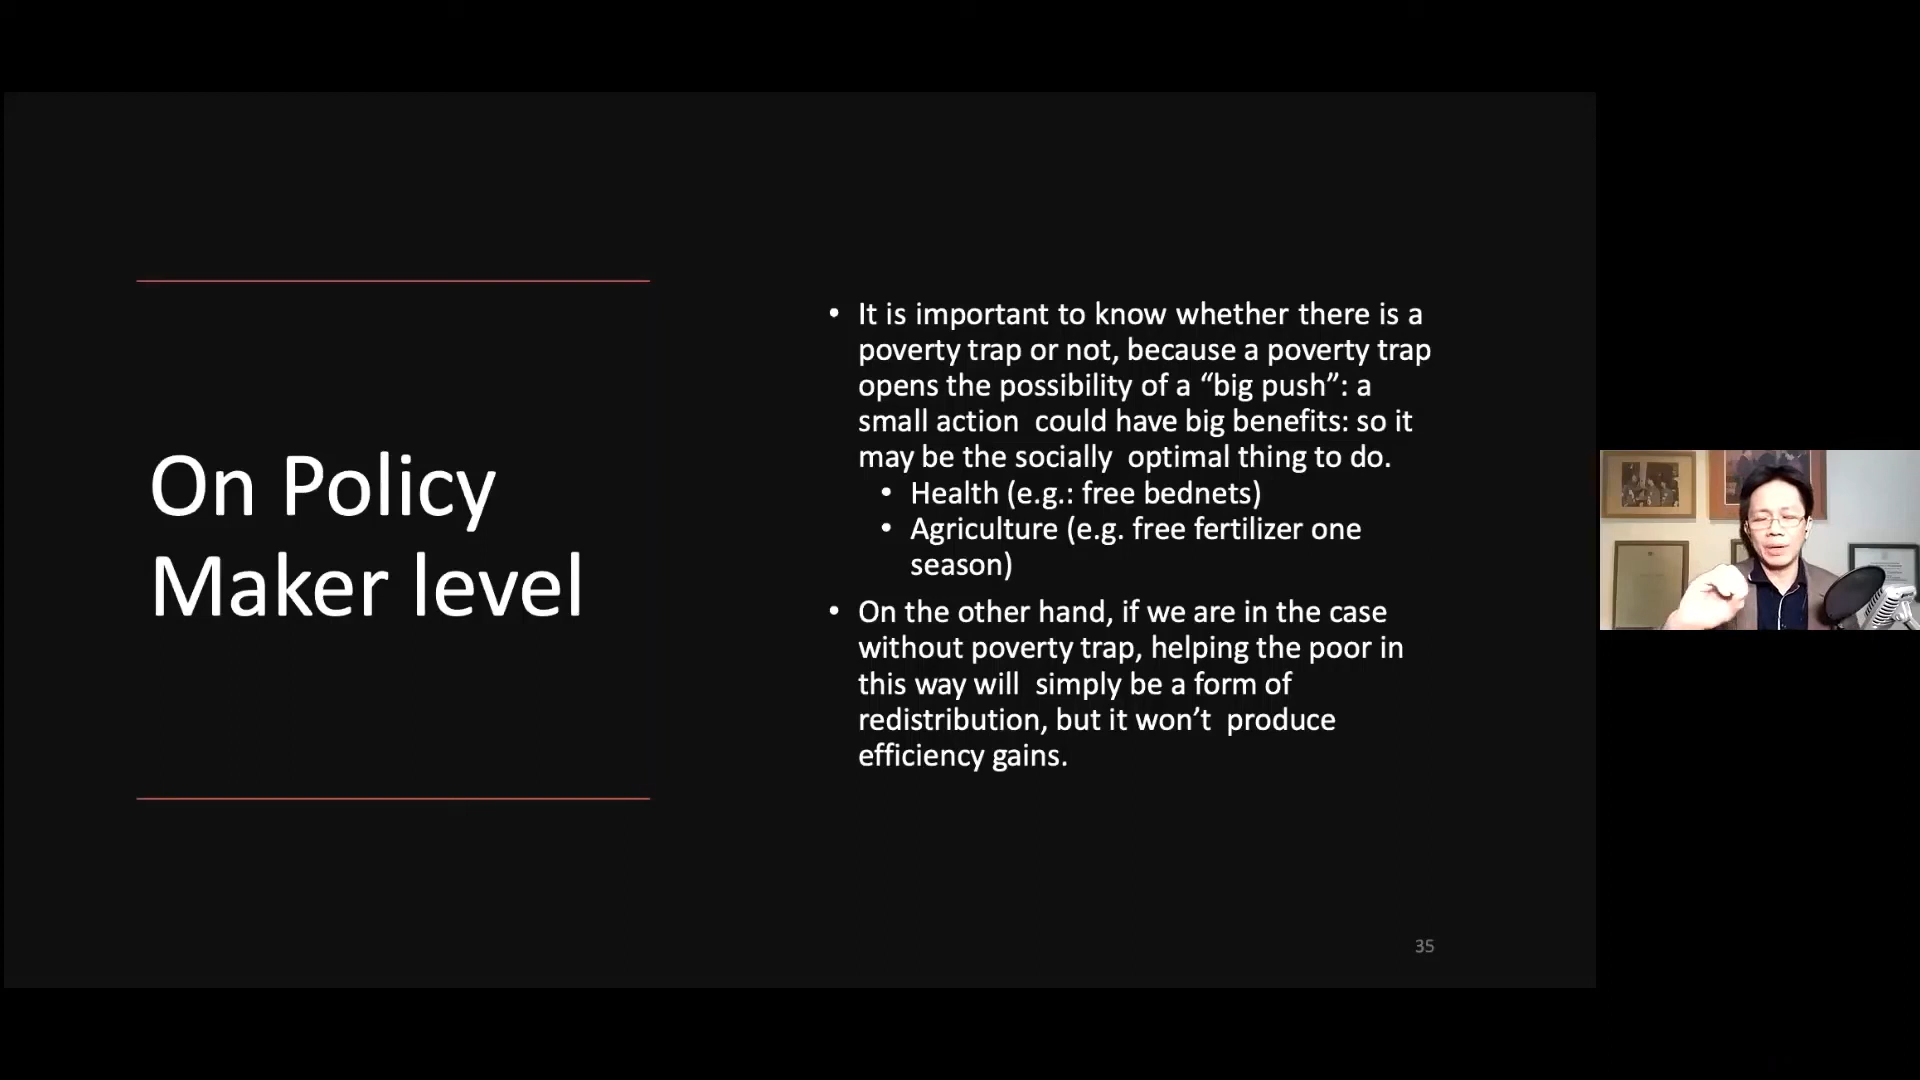 On Policy
Maker level
• It is important to know whether there is a
poverty trap or not, because a poverty trap
opens the possibility of a “big push”: a
small action  could have big benefits: so it
may be the socially  optimal thing to do.
• Health (e.g.: free bednets)
• Agriculture (e.g. free fertilizer one
season)
• On the other hand, if we are in the case
without poverty trap, helping the poor in
this way will  simply be a form of
redistribution, but it won’t  produce
efficiency gains.
35